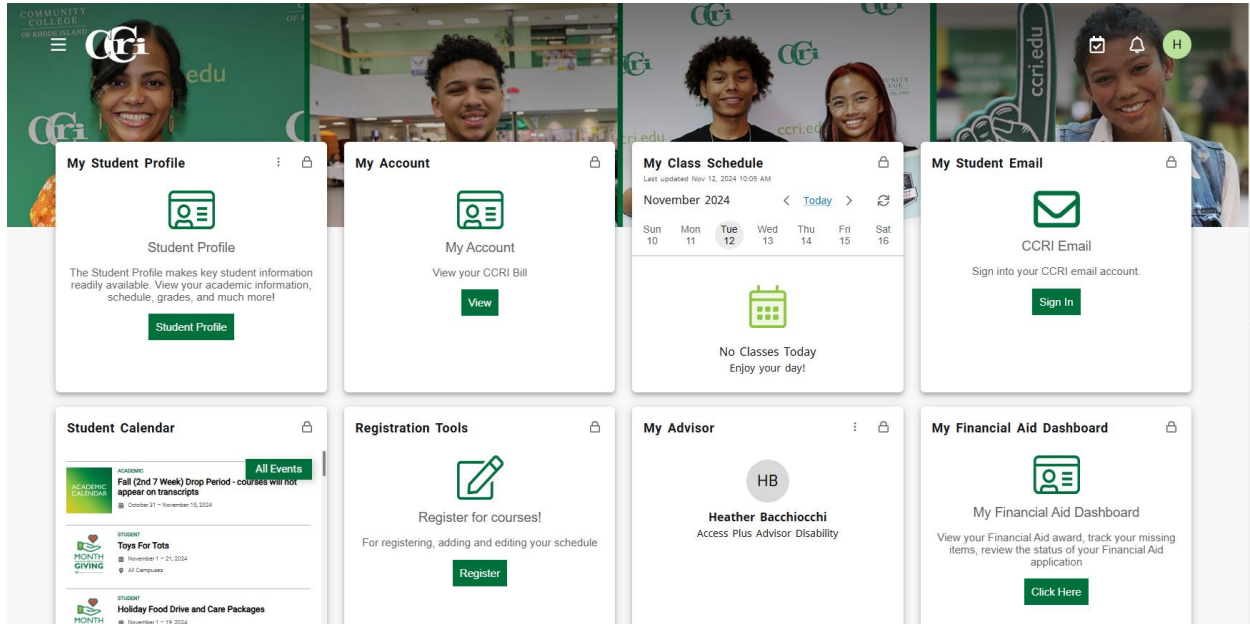 COMMUNITY
COLLEGE
OF RHODE ISLAND
CCRi
edu
CCRi
CCRi
CCRi
ccri.edu
ccri.edu
H
My Student Profile
Student Profile
The Student Profile makes key student information
readily available. View your academic information,
schedule, grades, and much more!
Student Profile
My Account
My Account
View your CCRI Bill
View
My Class Schedule
Last updated Nov 12, 2024 10:09 AM
November 2024
Today
Sun Mon Tue Wed Thu Fri Sat
10 11 12 13 14 15 16
No Classes Today
Enjoy your day!
My Student Email
CCRI Email
Sign into your CCRI email account.
Sign In
Student Calendar
All Events
ACADEMIC
CALENDAR
ACADEMIC
Fall (2nd 7 Week) Drop Period - courses will not
appear on transcripts
October 31 – November 15, 2024
MONTH
GIVING
STUDENT
Toys For Tots
November 1 – 21, 2024
All Campuses
MONTH
STUDENT
Holiday Food Drive and Care Packages
November 1 – 19, 2024
Registration Tools
Register for courses!
For registering, adding and editing your schedule
Register
My Advisor
HB
Heather Bacchiocchi
Access Plus Advisor Disability
My Financial Aid Dashboard
My Financial Aid Dashboard
View your Financial Aid award, track your missing
items, review the status of your Financial Aid
application
Click Here